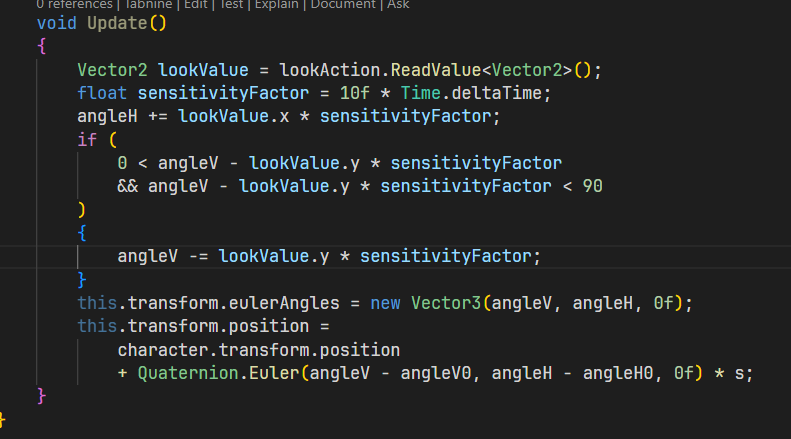 0 references | Tabnine | Edit | Test | Explain | Document | Ask
void Update()
{
Vector2 lookValue = lookAction.ReadValue<Vector2>();
float sensitivityFactor = 10f * Time.deltaTime;
angleH += lookValue.x * sensitivityFactor;
if (
0 < angleV - lookValue.y * sensitivityFactor
&& angleV - lookValue.y * sensitivityFactor < 90
)
{
angleV -= lookValue.y * sensitivityFactor;
}
this.transform.eulerAngles = new Vector3(angleV, angleH, 0f);
this.transform.position =
character.transform.position
+ Quaternion.Euler(angleV - angleV0, angleH - angleH0, 0f) * s;
}
}